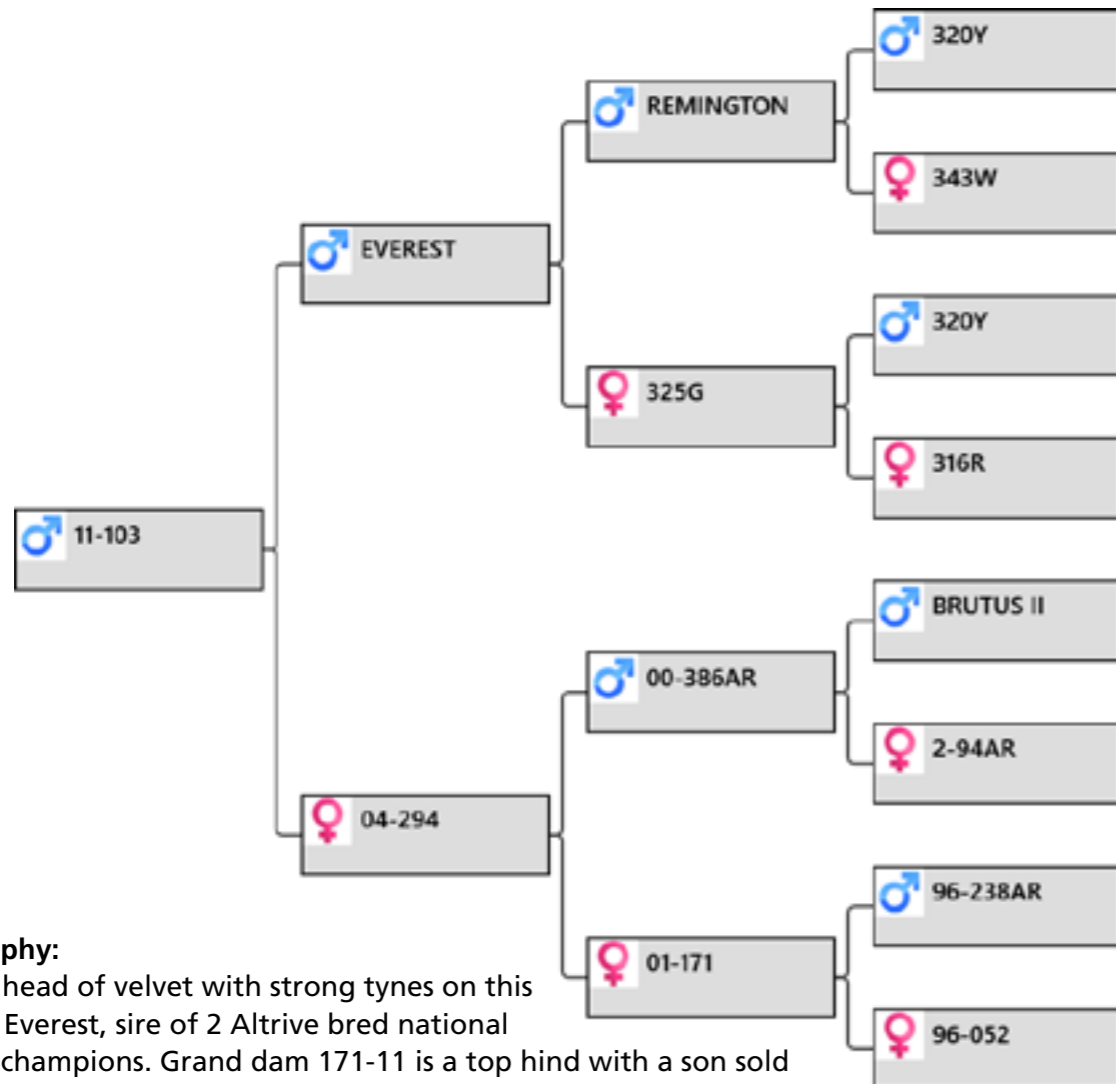 320Y
REMINGTON
343W
EVEREST
320Y
325G
316R
11-103
BRUTUS II
00-386AR
2-94AR
04-294
96-238AR
phy:
01-171
head of velvet with strong tynes on this
Everest, sire of 2 Altrive bred national
96-052
champions. Grand dam 171-11 is a top hind with a son sold